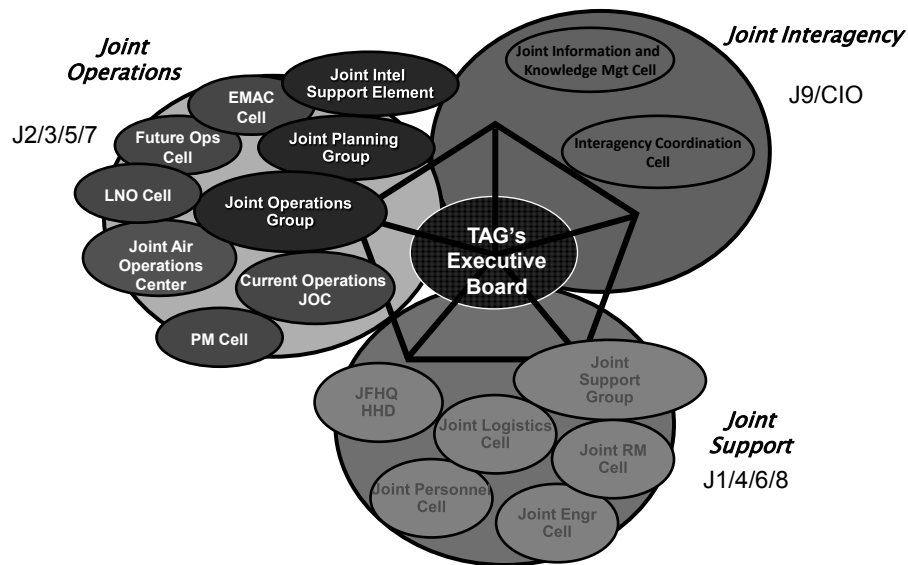 Joint
Operations
J2/3/5/7
Joint Intel
Support Element
EMAC
Cell
Future Ops
Cell
Joint Planning
Group
LNO Cell
Joint Operations
Group
Joint Air
Operations
Center
Current Operations
JOC
PM Cell
TAG's
Executive
Board
Joint Interagency
J9/CIO
Joint Information and
Knowledge Mgt Cell
Interagency Coordination
Cell
Joint
Support
Group
JFHQ
HHD
Joint Logistics
Cell
Joint RM
Cell
Joint Personnel
Cell
Joint Engr
Cell
Joint
Support
J1/4/6/8